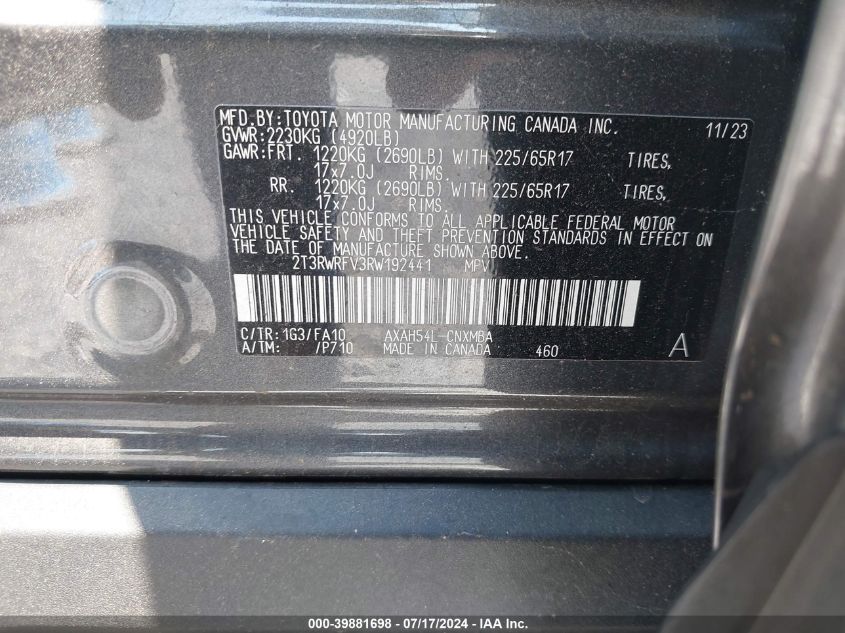 MFD.BY:TOYOTA MOTOR MANUFACTURING CANADA INC. 11/23
GVWR:2230KG (4920LB)
GAWR:FRT. 1220KG (2690LB) WITH 225/65R17 TIRES,
17x7.0J RIMS.
RR. 1220KG (2690LB) WITH 225/65R17 TIRES,
17x7.0J RIMS.
THIS VEHICLE CONFORMS TO ALL APPLICABLE FEDERAL MOTOR
VEHICLE SAFETY AND THEFT PREVENTION STANDARDS IN EFFECT ON
THE DATE OF MANUFACTURE SHOWN ABOVE.
2T3RWRFV3RW192441 MPV
C/TR: 1G3/FA10 AXAH54L-CNXMBA
A/TM: /P710 MADE IN CANADA 460 A
000-39881698 - 07/17/2024 - IAA Inc.